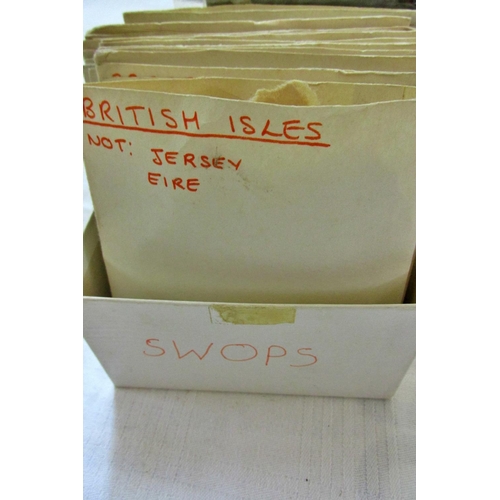 BRITISH ISLES
NOT: JERSEY
EIRE
SWOPS